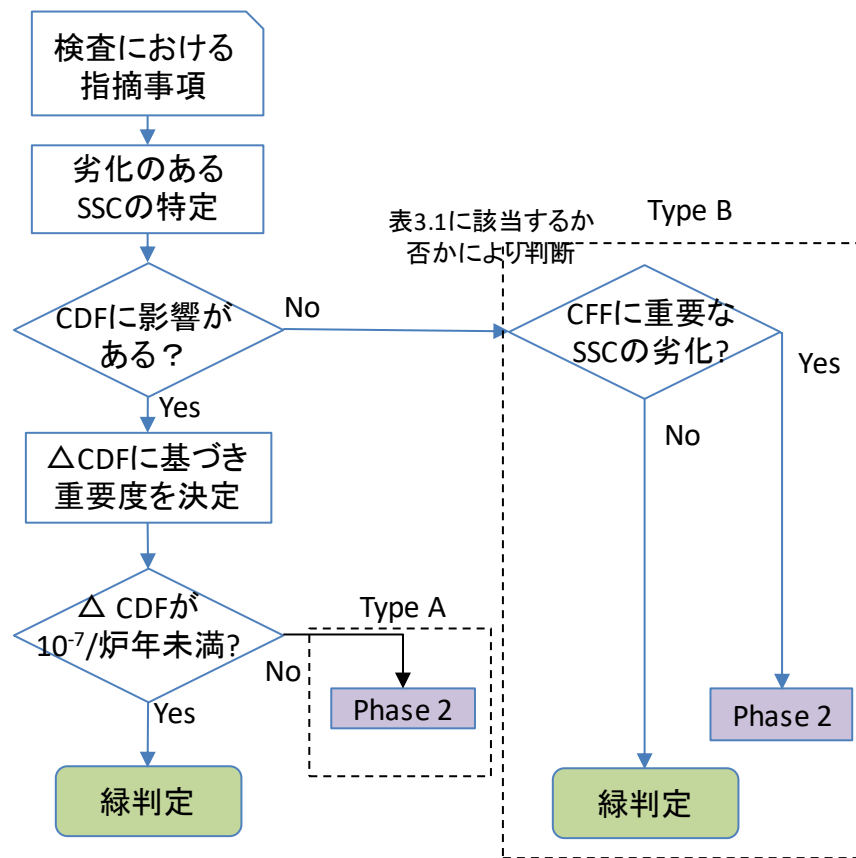 検査における
指摘事項
劣化のある
SSCの特定
表3.1に該当するか
否かにより判断
Type B
CDFに影響が
ある？
No
CFFに重要な
SSCの劣化?
Yes
Yes
No
△CDFに基づき
重要度を決定
△ CDFが
10⁻⁷/炉年未満?
Type A
No
Phase 2
Phase 2
Yes
緑判定
緑判定